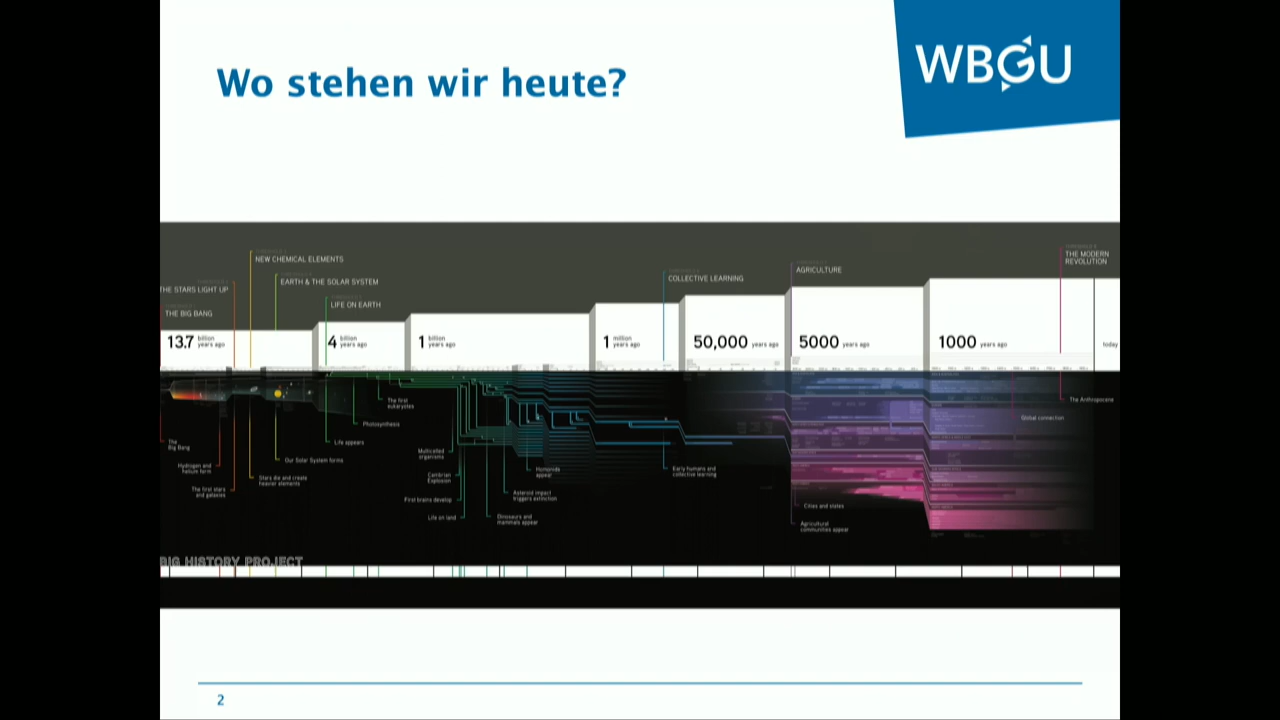 Wo stehen wir heute?
WBGU
NEW CHEMICAL ELEMENTS
THE STARS LIGHT UP
EARTH & THE SOLAR SYSTEM
THE BIG BANG
LIFE ON EARTH
COLLECTIVE LEARNING
AGRICULTURE
THE MODERN
REVOLUTION
13.7 billion years ago
4 billion years ago
1 billion years ago
1 million years ago
50,000 years ago
5000 years ago
1000 years ago
today
The
Big Bang
Hydrogen and
helium form
The first stars
and galaxies
Stars die and create
heavier elements
Our Solar System forms
Life appears
Photosynthesis
The first
eukaryotes
Multicelled
organisms
Cambrian
Explosion
First brains develop
Life on land
Dinosaurs and
mammals appear
Asteroid impact
triggers extinction
Hominids
appear
Early humans and
collective learning
Cities and states
Agricultural
communities appear
Global connection
The Anthropocene
BIG HISTORY PROJECT
2